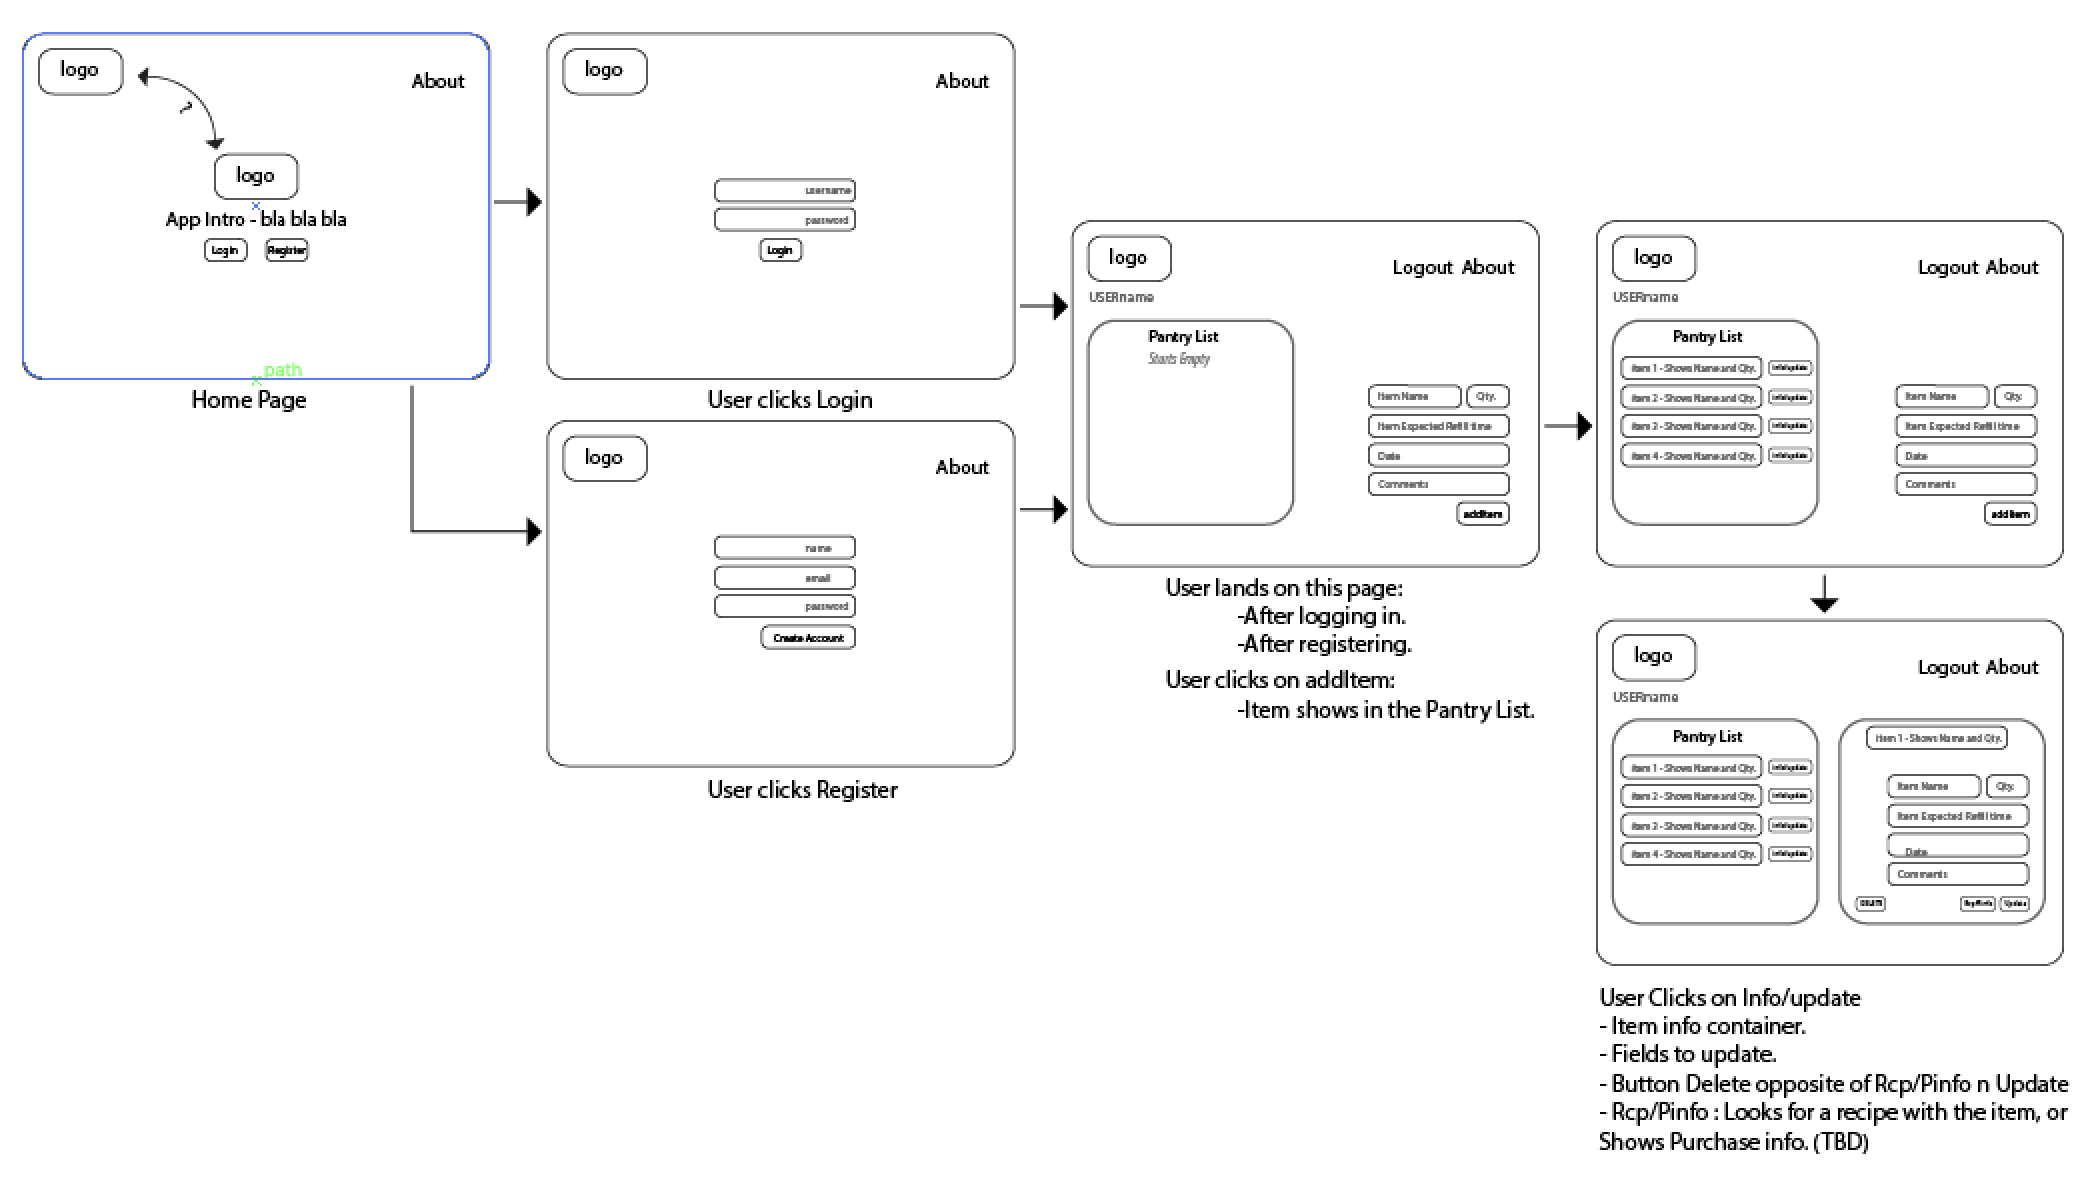 logo
About
?
logo
App Intro - bla bla bla
Login Register
path
Home Page
logo
About
username
password
Login
User clicks Login
logo
About
name
email
password
Create Account
User clicks Register
logo
Logout About
USERname
Pantry List
Starts Empty
Item Name Qty.
Item Expected Refill time
Date
Comments
addItem
User lands on this page:
-After logging in.
-After registering.
User clicks on addItem:
-Item shows in the Pantry List.
logo
Logout About
USERname
Pantry List
Item 1 - Shows Name and Qty. Info/update
Item 2 - Shows Name and Qty. Info/update
Item 3 - Shows Name and Qty. Info/update
Item 4 - Shows Name and Qty. Info/update
Item Name Qty.
Item Expected Refill time
Date
Comments
addItem
logo
Logout About
USERname
Pantry List
Item 1 - Shows Name and Qty. Info/update
Item 2 - Shows Name and Qty. Info/update
Item 3 - Shows Name and Qty. Info/update
Item 4 - Shows Name and Qty. Info/update
Item 1 - Shows Name and Qty.
Item Name Qty.
Item Expected Refill time
Date
Comments
DELETE Rcp/Pinfo Update
User Clicks on Info/update
- Item info container.
- Fields to update.
- Button Delete opposite of Rcp/Pinfo n Update
- Rcp/Pinfo : Looks for a recipe with the item, or
Shows Purchase info. (TBD)